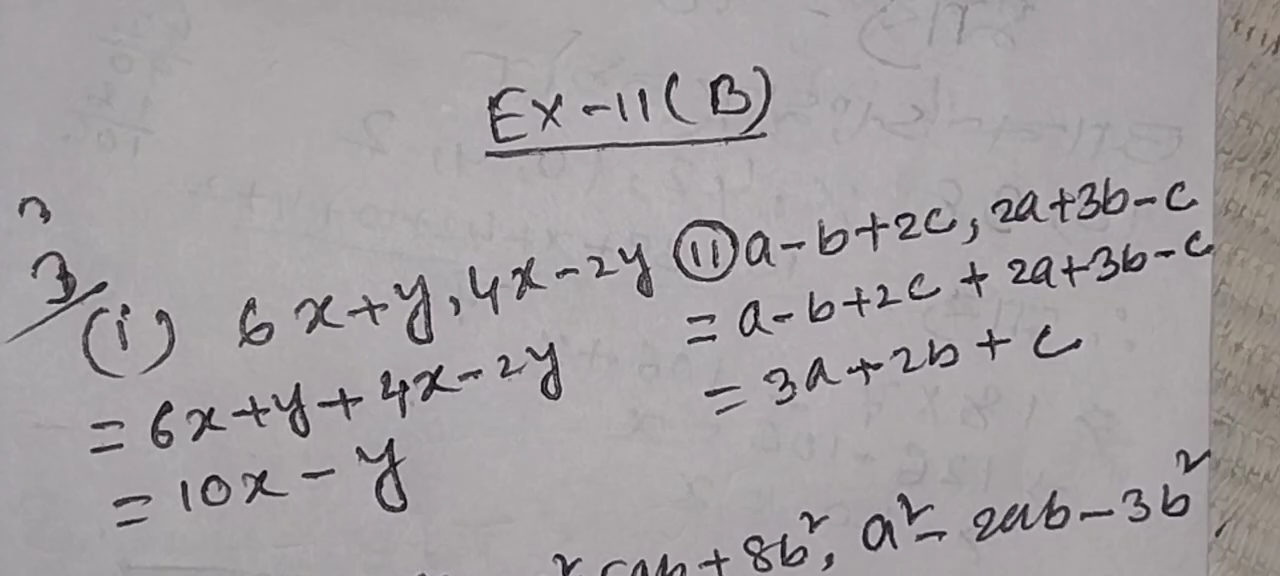 Ex-11(B)
3
(i) 6x+y, 4x-2y
= 6x+y+4x-2y
= 10x-y
(ii) a-b+2c, 2a+3b-c
= a-b+2c+2a+3b-c
= 3a+2b+c
+8b², a²-2ab-3b²,